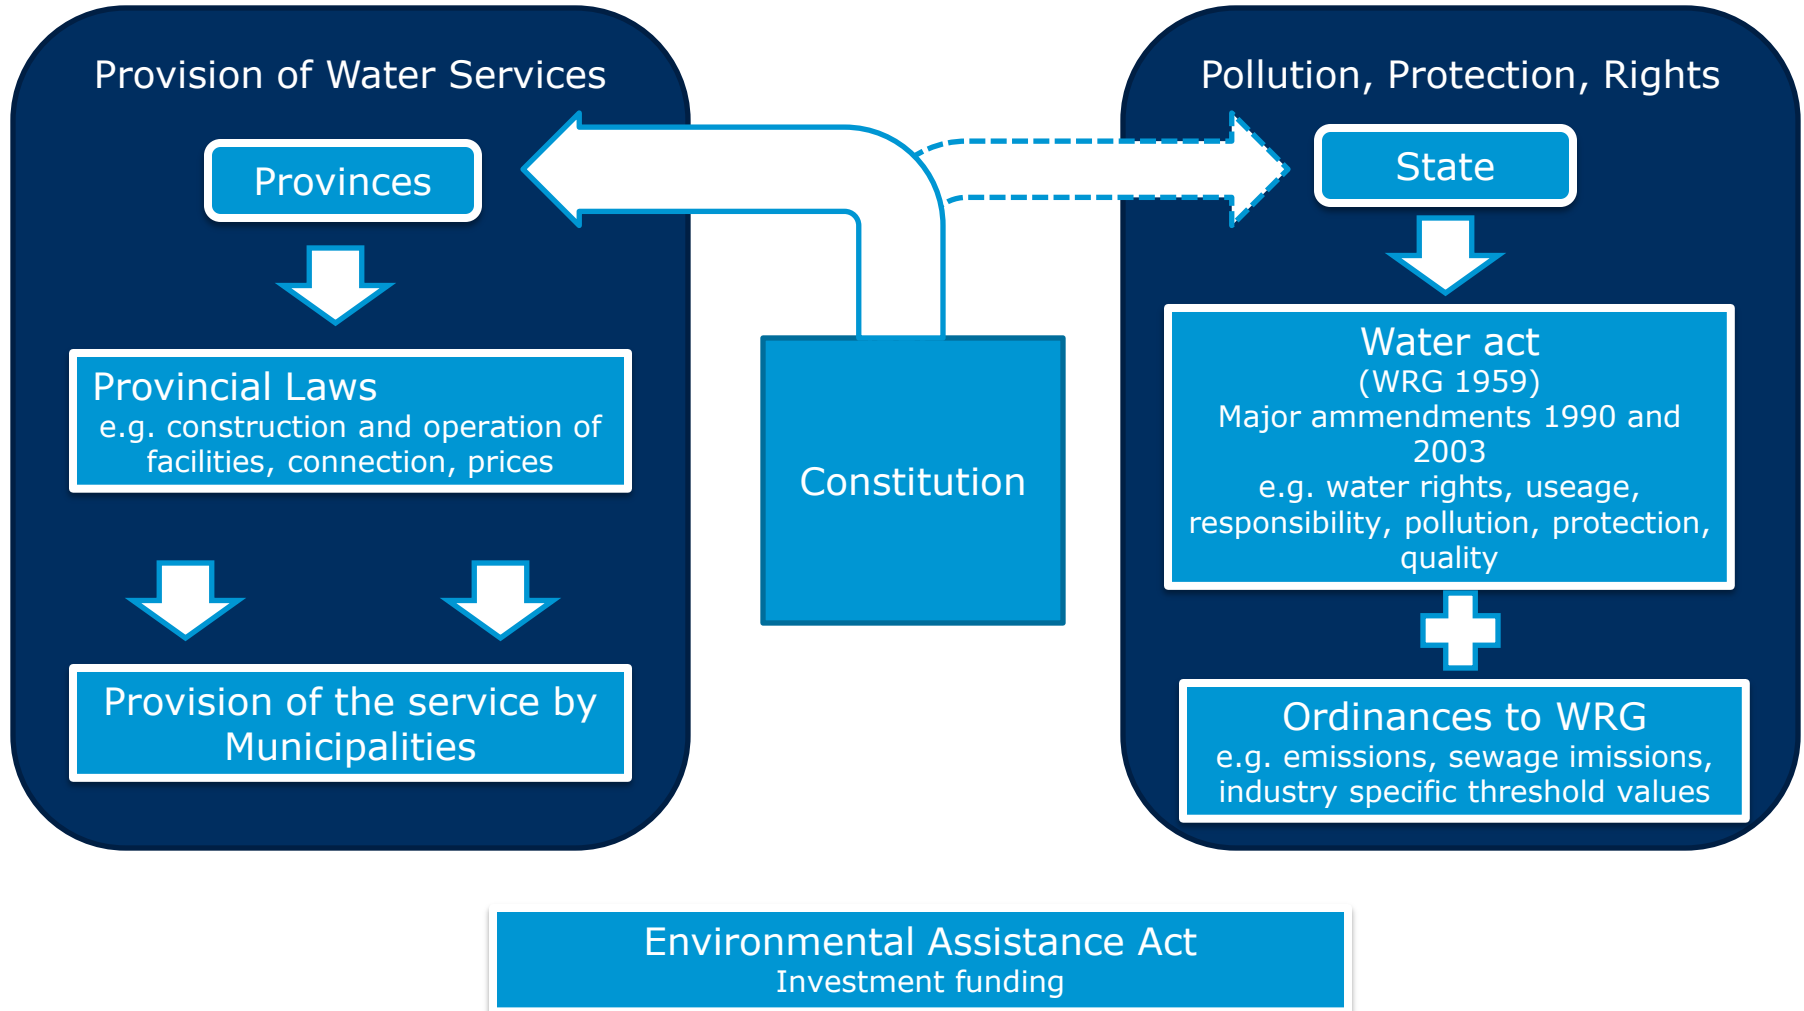 Provision of Water Services
Provinces
Provincial Laws
e.g. construction and operation of
facilities, connection, prices
Provision of the service by
Municipalities
Constitution
Pollution, Protection, Rights
State
Water act
(WRG 1959)
Major ammendments 1990 and
2003
e.g. water rights, useage,
responsibility, pollution, protection,
quality
Ordinances to WRG
e.g. emissions, sewage imissions,
industry specific threshold values
Environmental Assistance Act
Investment funding